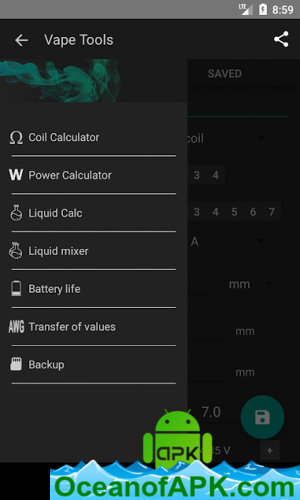 LTE 8:59
Vape Tools
SAVED
Ω Coil Calculator
coil
W Power Calculator
3 4
Liquid Calc
3 4 5 6 7
Liquid mixer
A
Battery life
mm
AWG Transfer of values
mm
Backup
mm
7.0
V
+
APK
OceanofAPK.com